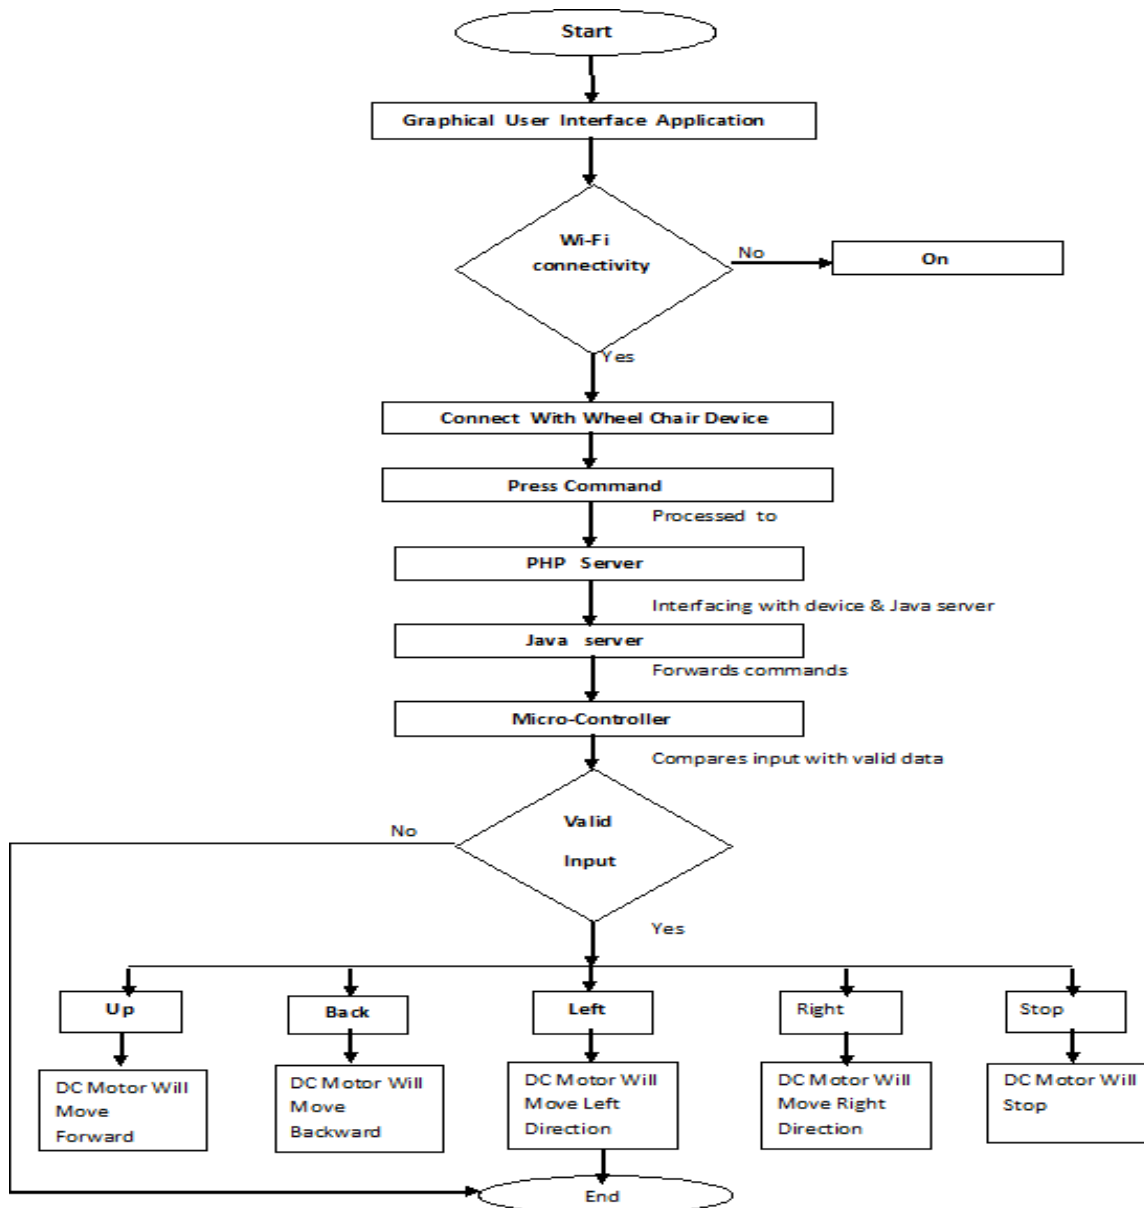 Start
Graphical User Interface Application
Wi-Fi
connectivity
No
On
Yes
Connect With Wheel Chair Device
Press Command
Processed to
PHP Server
Interfacing with device & Java server
Java server
Forwards commands
Micro-Controller
Compares input with valid data
Valid
Input
No
Yes
Up
Back
Left
Right
Stop
DC Motor Will
Move
Forward
DC Motor Will
Move
Backward
DC Motor Will
Move Left
Direction
DC Motor Will
Move Right
Direction
DC Motor Will
Stop
End